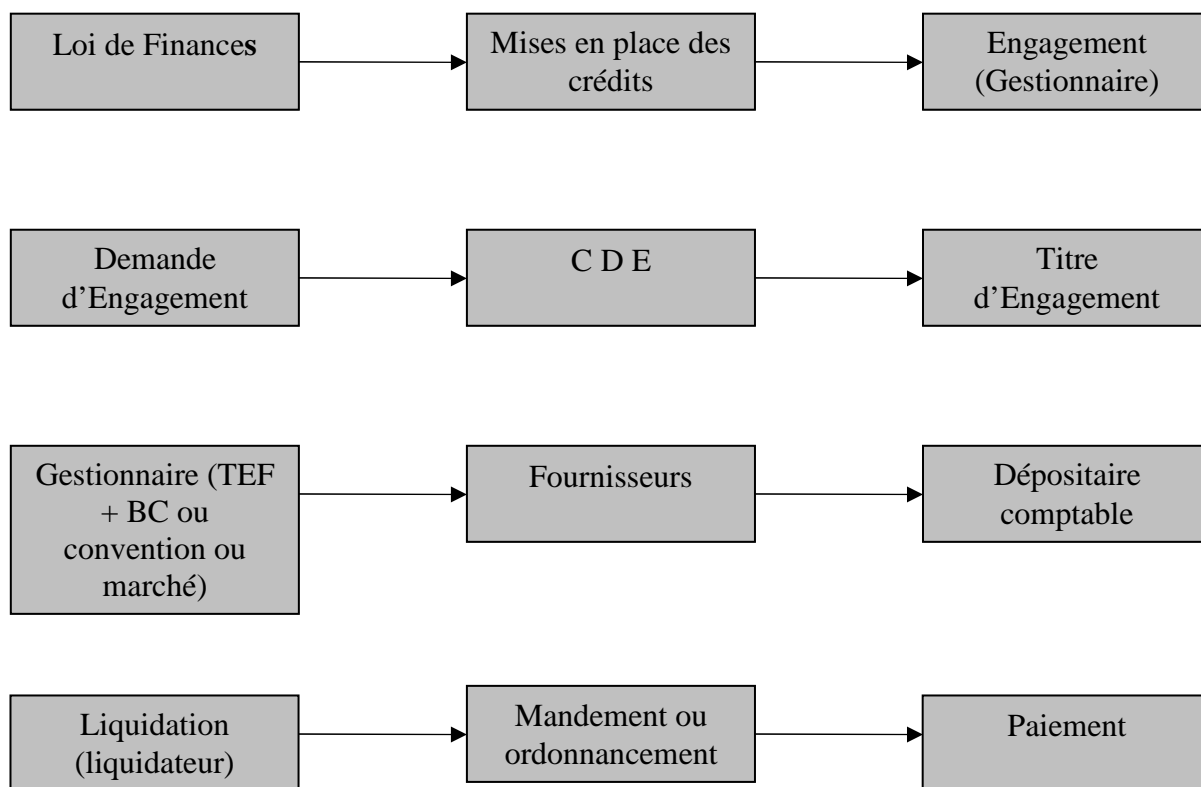 Loi de Finances
Mises en place des
crédits
Engagement
(Gestionnaire)
Demande
d’Engagement
C D E
Titre
d’Engagement
Gestionnaire (TEF
+ BC ou
convention ou
marché)
Fournisseurs
Dépositaire
comptable
Liquidation
(liquidateur)
Mandement ou
ordonnancement
Paiement